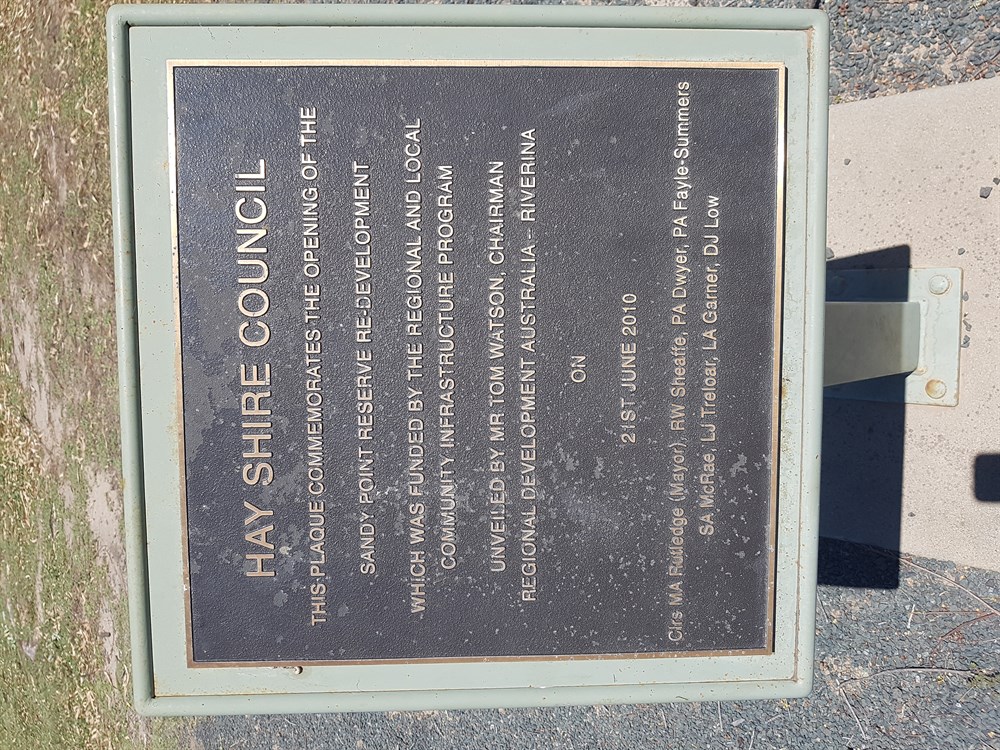 HAY SHIRE COUNCIL
THIS PLAQUE COMMEMORATES THE OPENING OF THE
SANDY POINT RESERVE RE-DEVELOPMENT
WHICH WAS FUNDED BY THE REGIONAL AND LOCAL
COMMUNITY INFRASTRUCTURE PROGRAM
UNVEILED BY MR TOM WATSON, CHAIRMAN
REGIONAL DEVELOPMENT AUSTRALIA - RIVERINA
ON
21ST JUNE 2010
Clrs MA Rutledge (Mayor), RW Sheaffe, PA Dwyer, PA Fayle-Summers
SA McRae, LJ Treloar, LA Garner, DJ Low